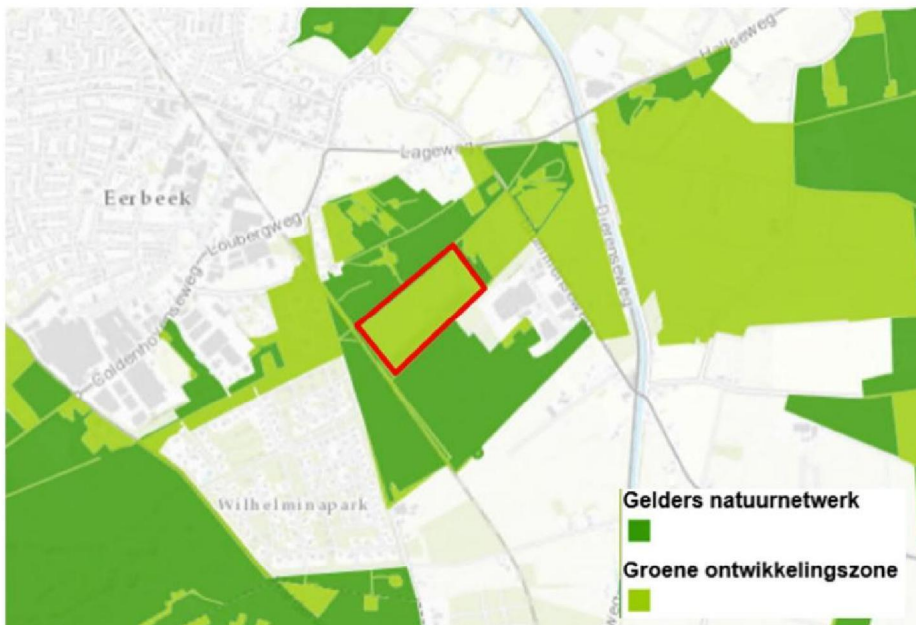 Hallseweg
Lageweg
Eerbeek
Loubergweg
Dierenseweg
Coldenhovenseweg
Wilhelminapark
Gelders natuurnetwerk
Groene ontwikkelingszone